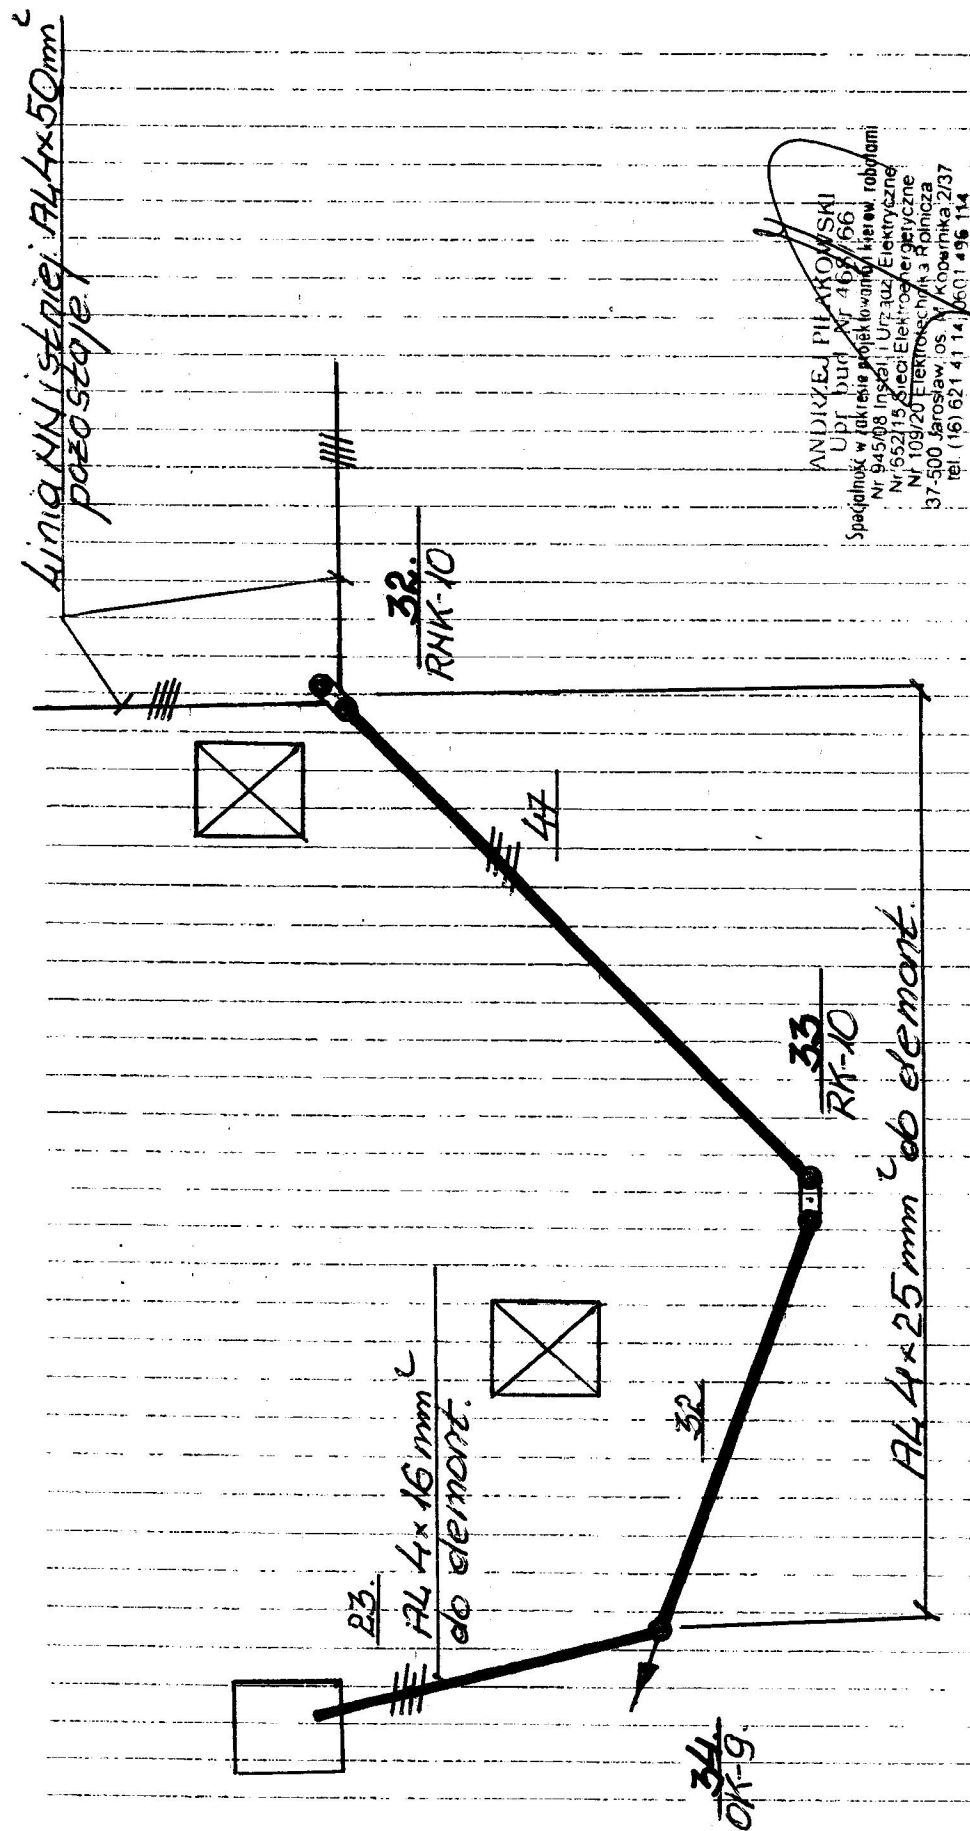 Linia NN istniej. AL 4x50mm²
pozostaje!
32.
RNK-10
47
33
RK-10
AL 4x25mm² do demont.
32
23.
AL 4x16mm²
do demont.
34.
OK-9.
ANDRZEJ PILAKOWSKI
Upr. bud. Nr 468/66
Specjalność w zakresie projektowania i kierow. robotami
Nr 945/08 Instal. i Urządz. Elektryczne
Nr 652/15 Sieci Elektroenergetyczne
Nr 109/20 Elektrotechnika Rolnicza
37-500 Jarosław, os. M. Kopernika 2/37
tel. (16) 621 41 14, 0601 496 114